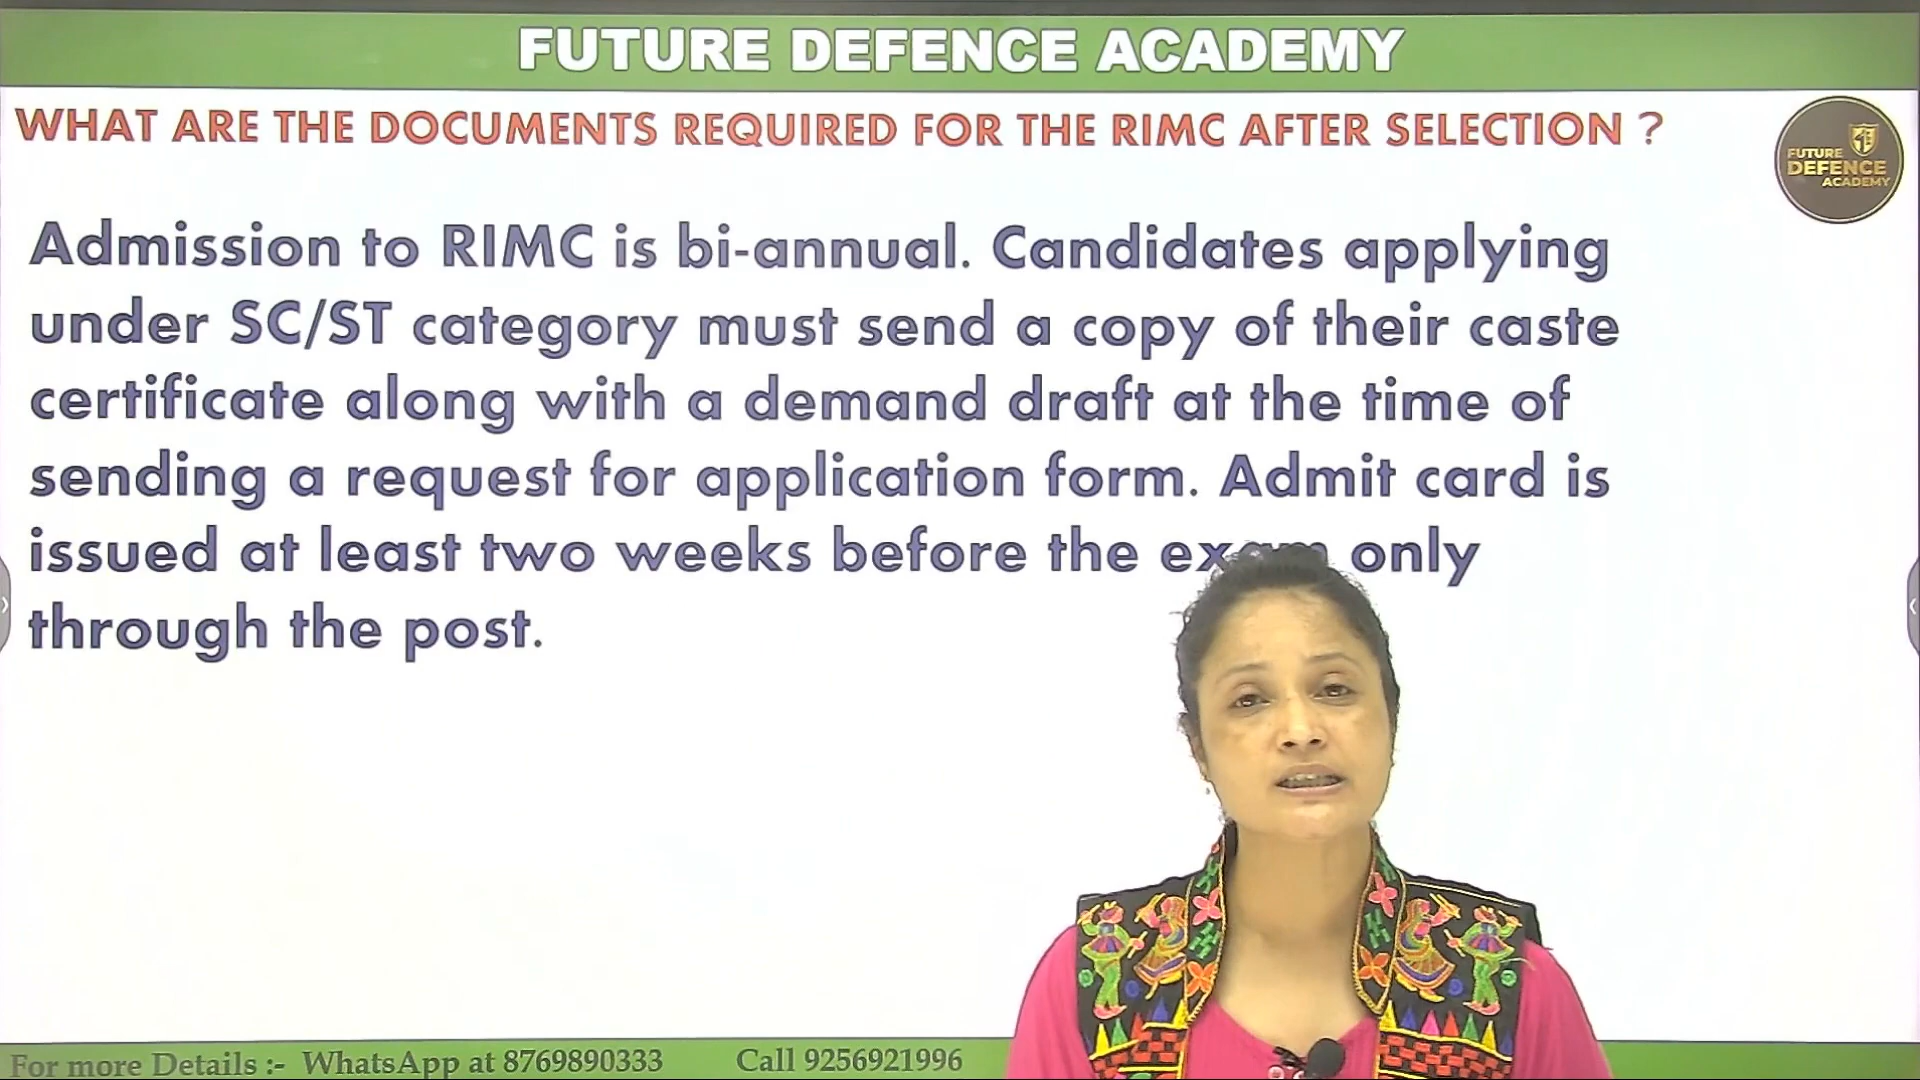 FUTURE DEFENCE ACADEMY
WHAT ARE THE DOCUMENTS REQUIRED FOR THE RIMC AFTER SELECTION ?
FUTURE
DEFENCE
ACADEMY
Admission to RIMC is bi-annual. Candidates applying
under SC/ST category must send a copy of their caste
certificate along with a demand draft at the time of
sending a request for application form. Admit card is
issued at least two weeks before the exam only
through the post.
For more Details :- WhatsApp at 8769890333 Call 9256921996